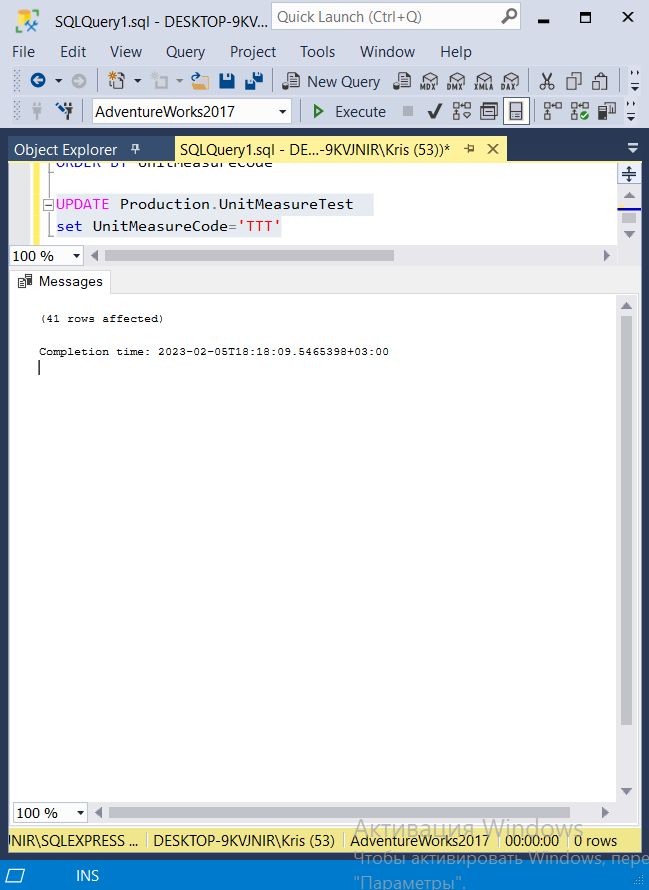 SQLQuery1.sql - DESKTOP-9KVJNIR\KV...
Quick Launch (Ctrl+Q)
File Edit View Query Project Tools Window Help
New Query MDX DMX XMLA DAX
AdventureWorks2017 Execute
Object Explorer SQLQuery1.sql - DE...-9KVJNIR\Kris (53))*
ORDER BY UnitMeasureCode
UPDATE Production.UnitMeasureTest
set UnitMeasureCode='TTT'
100 %
Messages
(41 rows affected)
Completion time: 2023-02-05T18:18:09.5465398+03:00
100 %
Активация Windows
JNIR\SQLEXPRESS ... DESKTOP-9KVJNIR\Kris (53) AdventureWorks2017 00:00:00 0 rows
Чтобы активировать Windows, пере
INS
"Параметры".